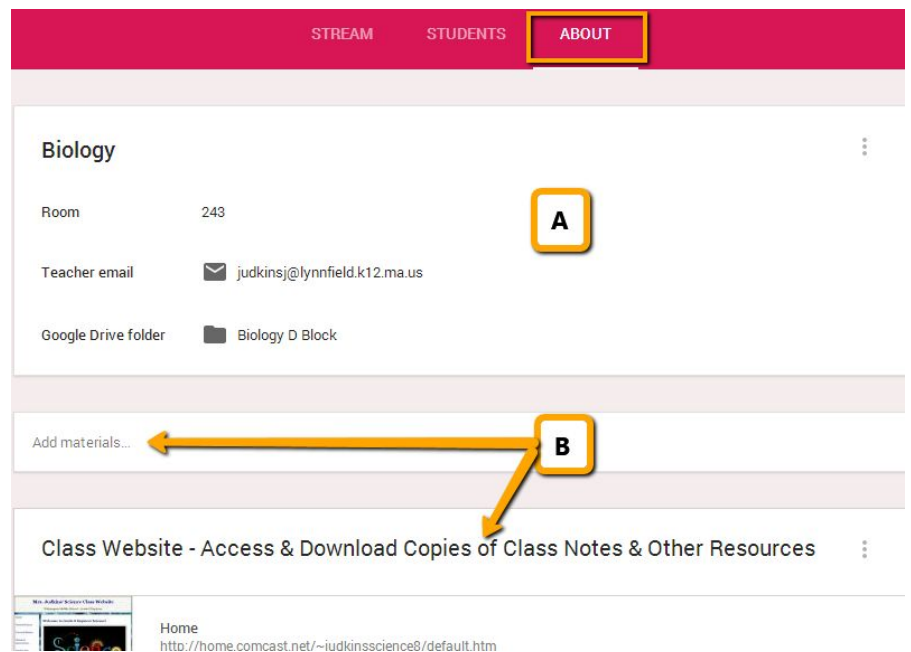 STREAM STUDENTS ABOUT
Biology
Room 243
A
Teacher email judkinsj@lynnfield.k12.ma.us
Google Drive folder Biology D Block
Add materials...
B
Class Website - Access & Download Copies of Class Notes & Other Resources
Science
Home
http://home.comcast.net/~judkinsscience8/default.htm